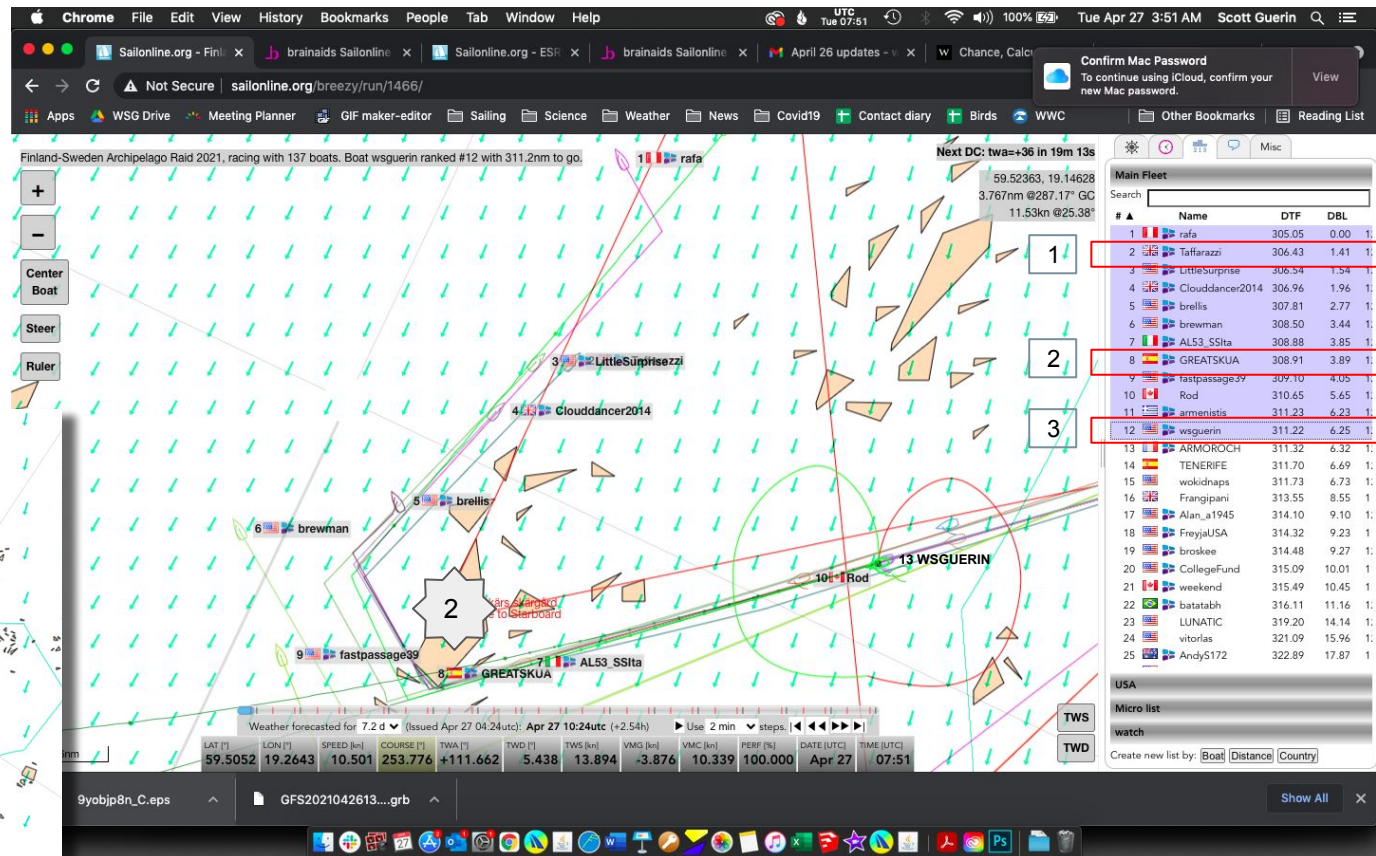 Chrome File Edit View History Bookmarks People Tab Window Help UTC Tue 07:51 100% Tue Apr 27 3:51 AM Scott Guerin
Sailonline.org - Finl brainaids Sailonline Sailonline.org - ESR brainaids Sailonline April 26 updates - w Chance, Calcu
Confirm Mac Password
To continue using iCloud, confirm your new Mac password.
View
Not Secure sailonline.org/breezy/run/1466/
Apps WSG Drive Meeting Planner GIF maker-editor Sailing Science Weather News Covid19 Contact diary Birds WWC Other Bookmarks Reading List
Finland-Sweden Archipelago Raid 2021, racing with 137 boats. Boat wsguerin ranked #12 with 311.2nm to go.
Next DC: twa=+36 in 19m 13s
59.52363, 19.14628
3.767nm @287.17° GC
11.53kn @25.38°
+
−
Center Boat
Steer
Ruler
1 rafa
3 LittleSurprise
4 Clouddancer2014
5 brellis
6 brewman
13 WSGUERIN
10 Rod
to Starboard
9 fastpassage39
7 AL53_SSIta
8 GREATSKUA
2
1
2
3
Misc
Main Fleet
Search
# ▲ Name DTF DBL
1 rafa 305.05 0.00
2 Taffarazzi 306.43 1.41
3 LittleSurprise 306.54 1.54
4 Clouddancer2014 306.96 1.96
5 brellis 307.81 2.77
6 brewman 308.50 3.44
7 AL53_SSIta 308.88 3.85
8 GREATSKUA 308.91 3.89
9 fastpassage39 309.10 4.05
10 Rod 310.65 5.65
11 armenistis 311.23 6.23
12 wsguerin 311.22 6.25
13 ARMOROCH 311.32 6.32
14 TENERIFE 311.70 6.69
15 wokidnaps 311.73 6.73
16 Frangipani 313.55 8.55
17 Alan_a1945 314.10 9.10
18 FreyjaUSA 314.32 9.23
19 broskee 314.48 9.27
20 CollegeFund 315.09 10.01
21 weekend 315.49 10.45
22 batatabh 316.11 11.16
23 LUNATIC 319.20 14.14
24 vitorlas 321.09 15.96
25 AndyS172 322.89 17.87
USA
Micro list
watch
Create new list by: Boat Distance Country
Weather forecasted for 7.2 d (Issued Apr 27 04:24utc): Apr 27 10:24utc (+2.54h) Use 2 min steps.
TWS
TWD
LAT [°] LON [°] SPEED [kn] COURSE [°] TWA [°] TWD [°] TWS [kn] VMG [kn] VMC [kn] PERF [%] DATE [UTC] TIME [UTC]
59.5052 19.2643 10.501 253.776 +111.662 5.438 13.894 -3.876 10.339 100.000 Apr 27 07:51
9yobjp8n_C.eps GFS2021042613....grb Show All